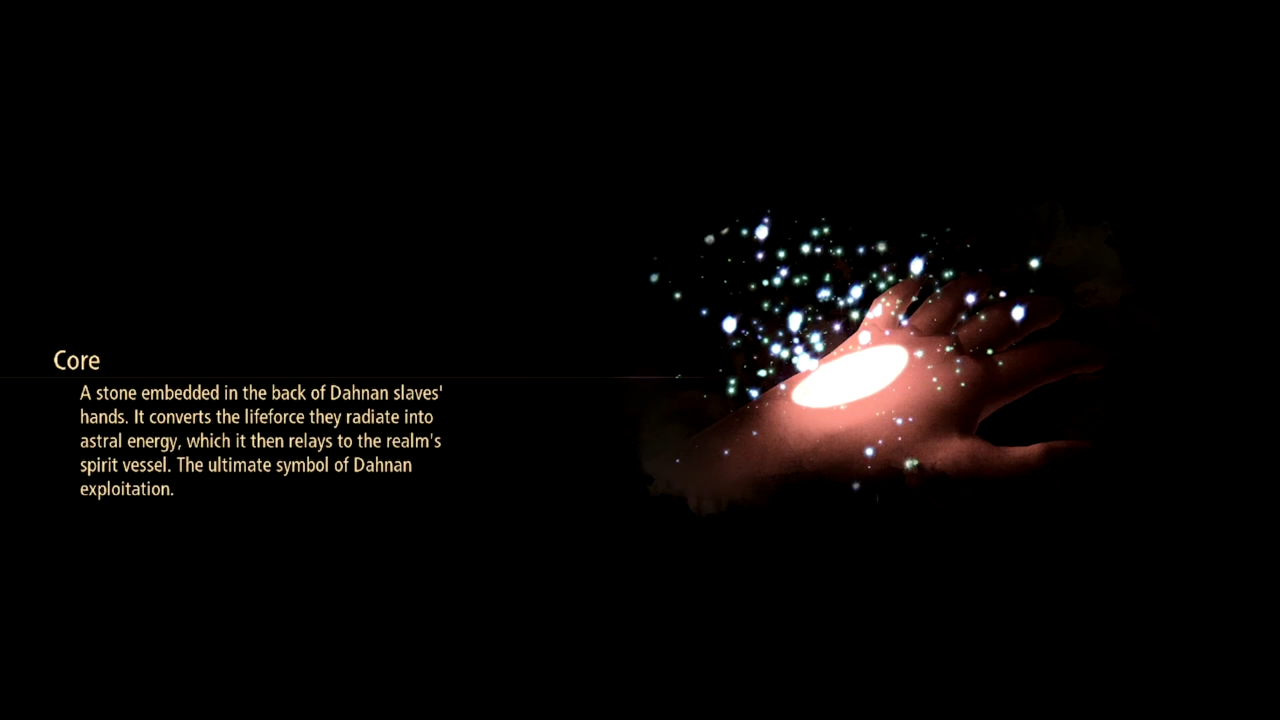 Core
A stone embedded in the back of Dahnan slaves'
hands. It converts the lifeforce they radiate into
astral energy, which it then relays to the realm's
spirit vessel. The ultimate symbol of Dahnan
exploitation.